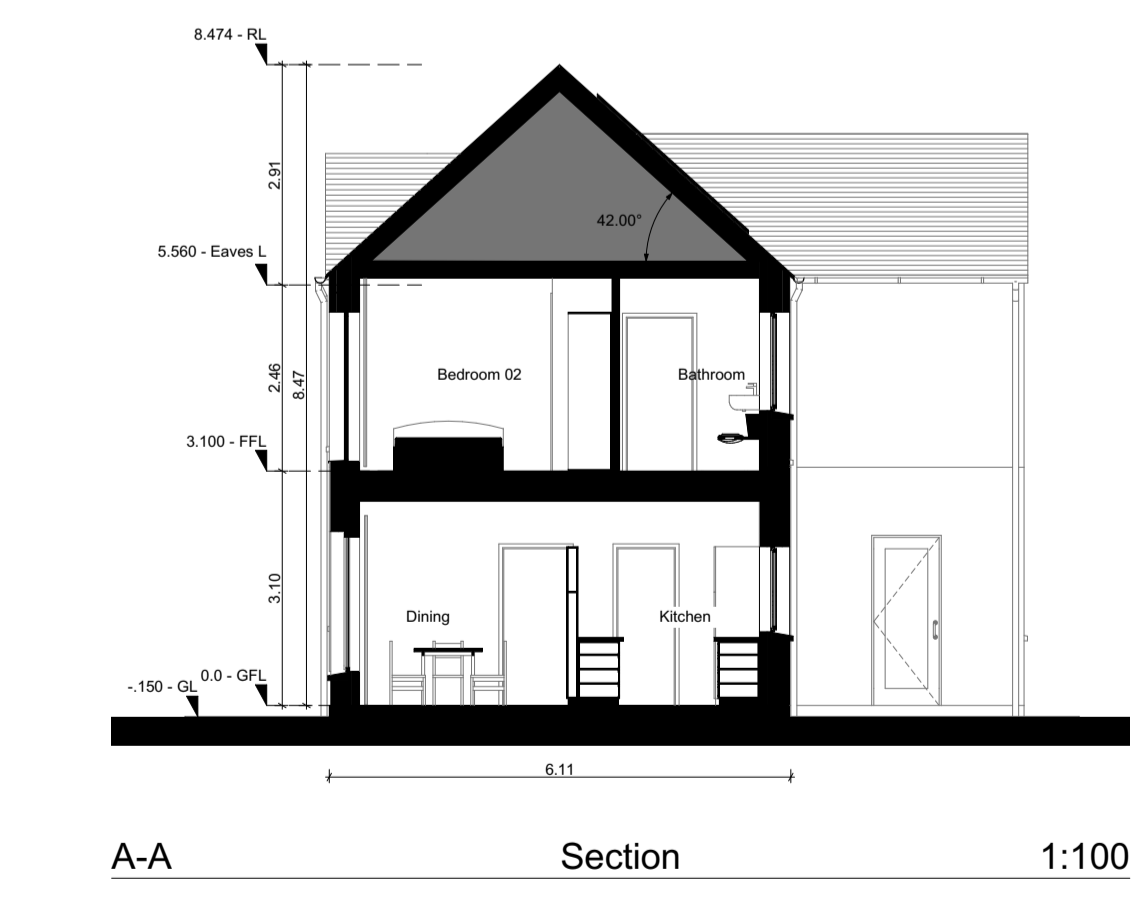 8.474 - RL
2.91
42.00°
5.560 - Eaves L
2.46
8.47
Bedroom 02
Bathroom
3.100 - FFL
3.10
Dining
Kitchen
0.0 - GFL
-.150 - GL
6.11
A-A Section 1:100